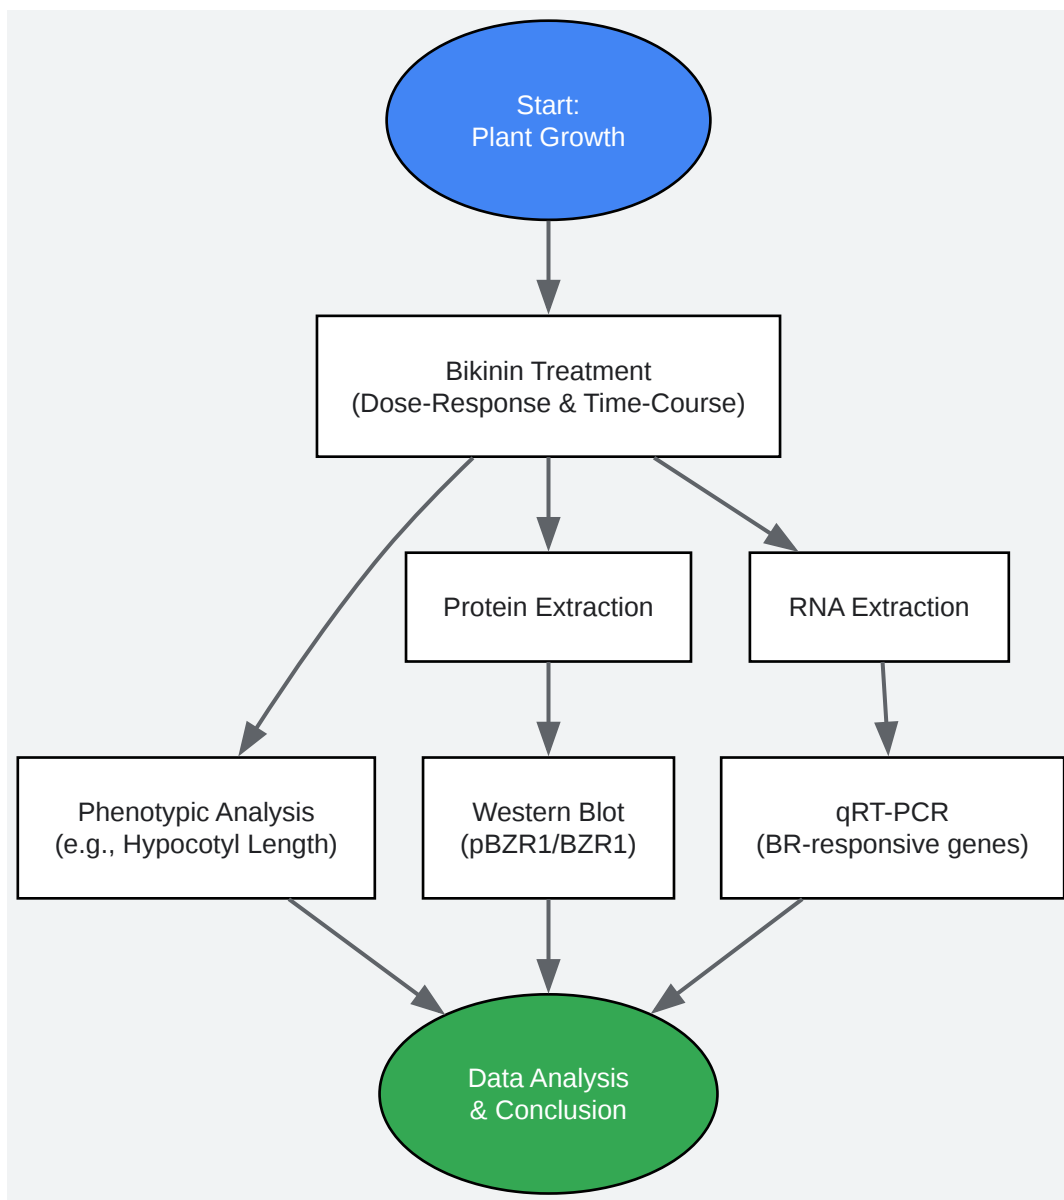 Start:
Plant Growth
Bikinin Treatment
(Dose-Response & Time-Course)
Protein Extraction
RNA Extraction
Phenotypic Analysis
(e.g., Hypocotyl Length)
Western Blot
(pBZR1/BZR1)
qRT-PCR
(BR-responsive genes)
Data Analysis
& Conclusion